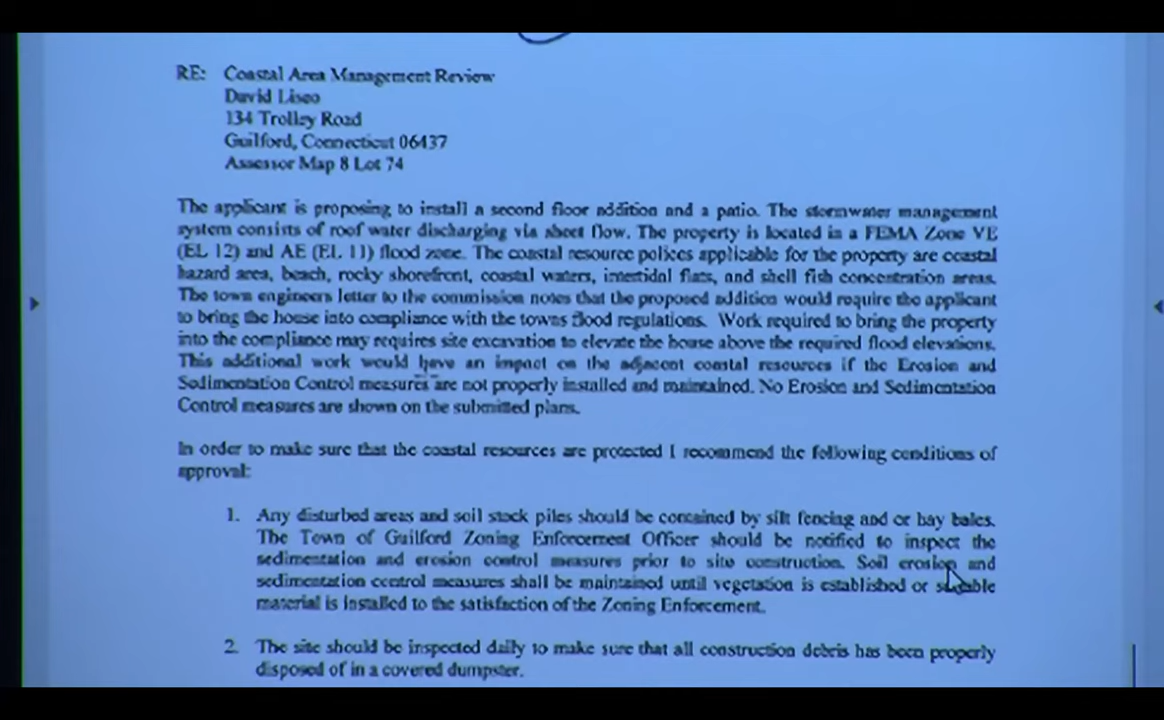 RE: Coastal Area Management Review
David Lisco
134 Trolley Road
Guilford, Connecticut 06437
Assessor Map 8 Lot 74
The applicant is proposing to install a second floor addition and a patio. The stormwater management
system consists of roof water discharging via sheet flow. The property is located in a FEMA Zone VE
(EL 12) and AE (EL 11) flood zone. The coastal resource polices applicable for the property are coastal
hazard area, beach, rocky shorefront, coastal waters, intertidal flats, and shell fish concentration areas.
The town engineers letter to the commission notes that the proposed addition would require the applicant
to bring the house into compliance with the towns flood regulations. Work required to bring the property
into the compliance may requires site excavation to elevate the house above the required flood elevations.
This additional work would have an impact on the adjacent coastal resources if the Erosion and
Sedimentation Control measures are not properly installed and maintained. No Erosion and Sedimentation
Control measures are shown on the submitted plans.
In order to make sure that the coastal resources are protected I recommend the following conditions of
approval:
1. Any disturbed areas and soil stock piles should be contained by silt fencing and or hay bales.
The Town of Guilford Zoning Enforcement Officer should be notified to inspect the
sedimentation and erosion control measures prior to site construction. Soil erosion and
sedimentation control measures shall be maintained until vegetation is established or suitable
material is installed to the satisfaction of the Zoning Enforcement.
2. The site should be inspected daily to make sure that all construction debris has been properly
disposed of in a covered dumpster.